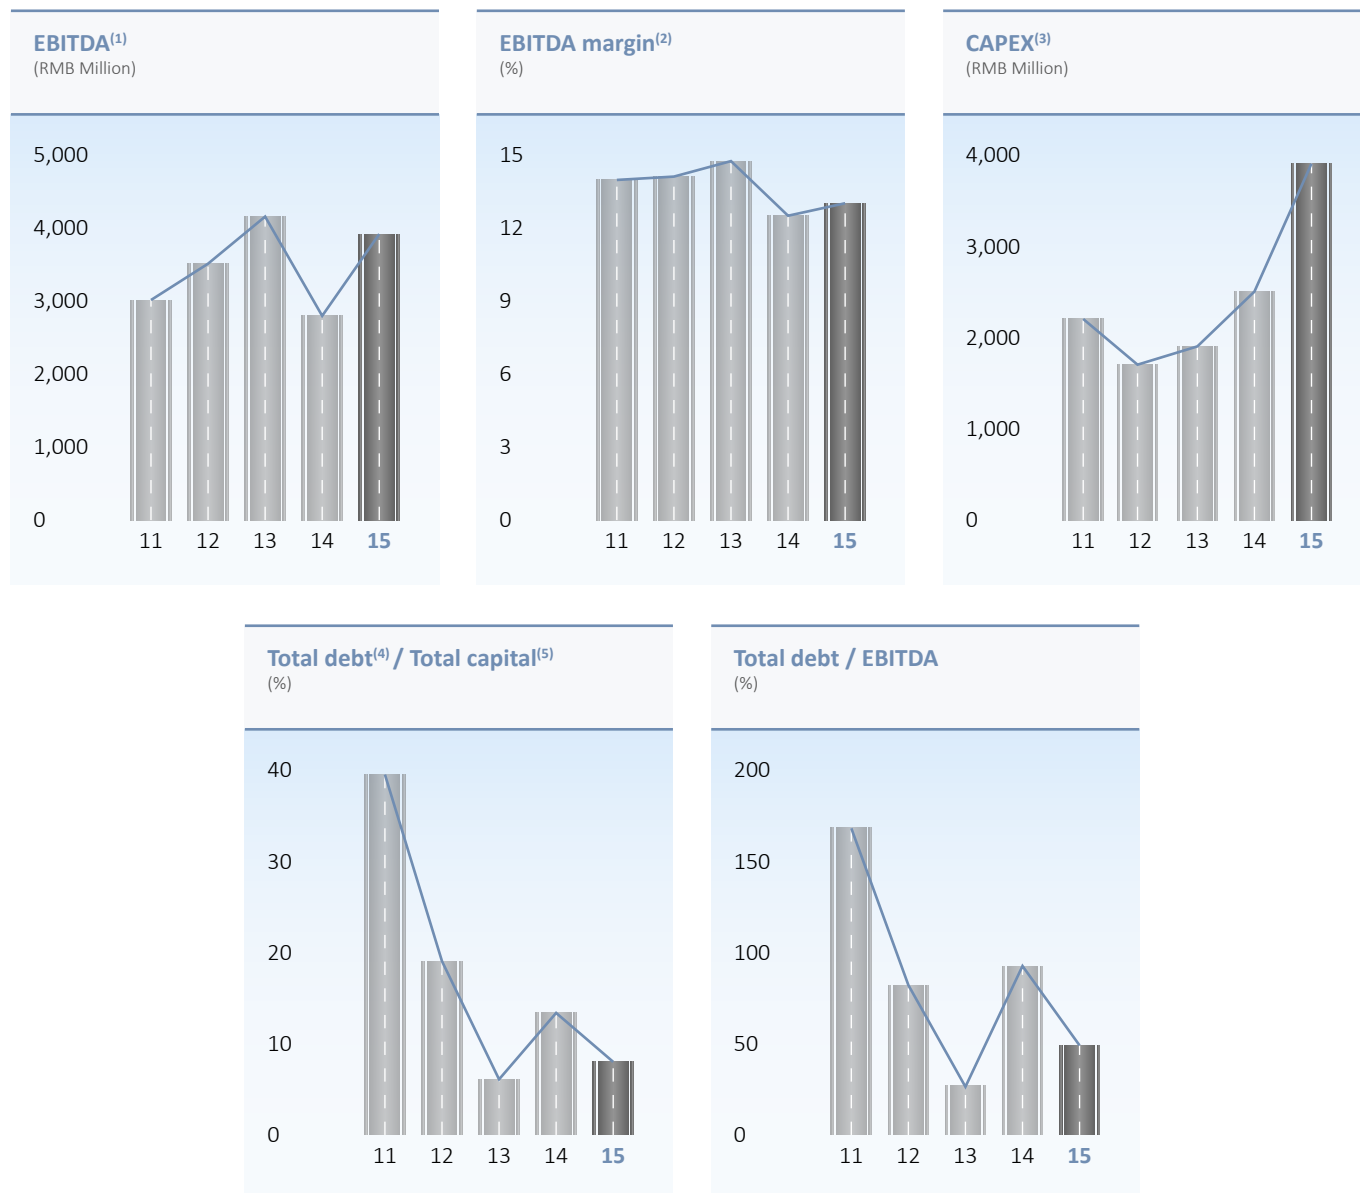 EBITDA(1)
(RMB Million)
5,000
4,000
3,000
2,000
1,000
0
11 12 13 14 15
EBITDA margin(2)
(%)
15
12
9
6
3
0
11 12 13 14 15
CAPEX(3)
(RMB Million)
4,000
3,000
2,000
1,000
0
11 12 13 14 15
Total debt(4) / Total capital(5)
(%)
40
30
20
10
0
11 12 13 14 15
Total debt / EBITDA
(%)
200
150
100
50
0
11 12 13 14 15